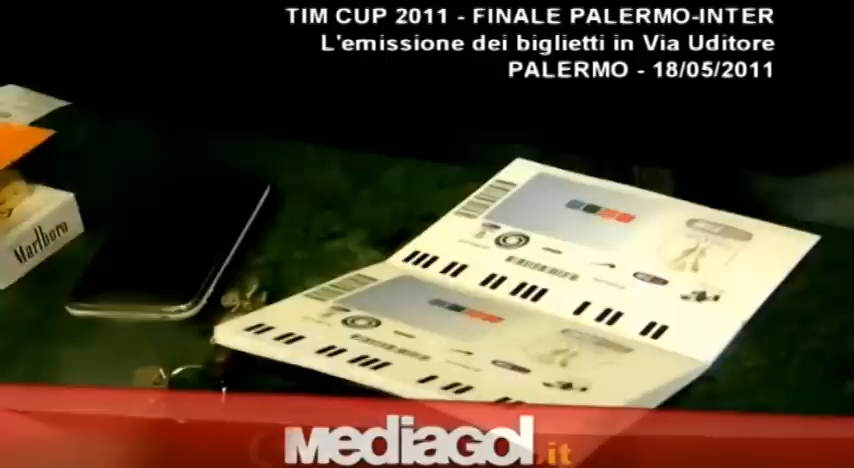 TIM CUP 2011 - FINALE PALERMO-INTER
L'emissione dei biglietti in Via Uditore
PALERMO - 18/05/2011
Marlboro
MEDIAGOL.it